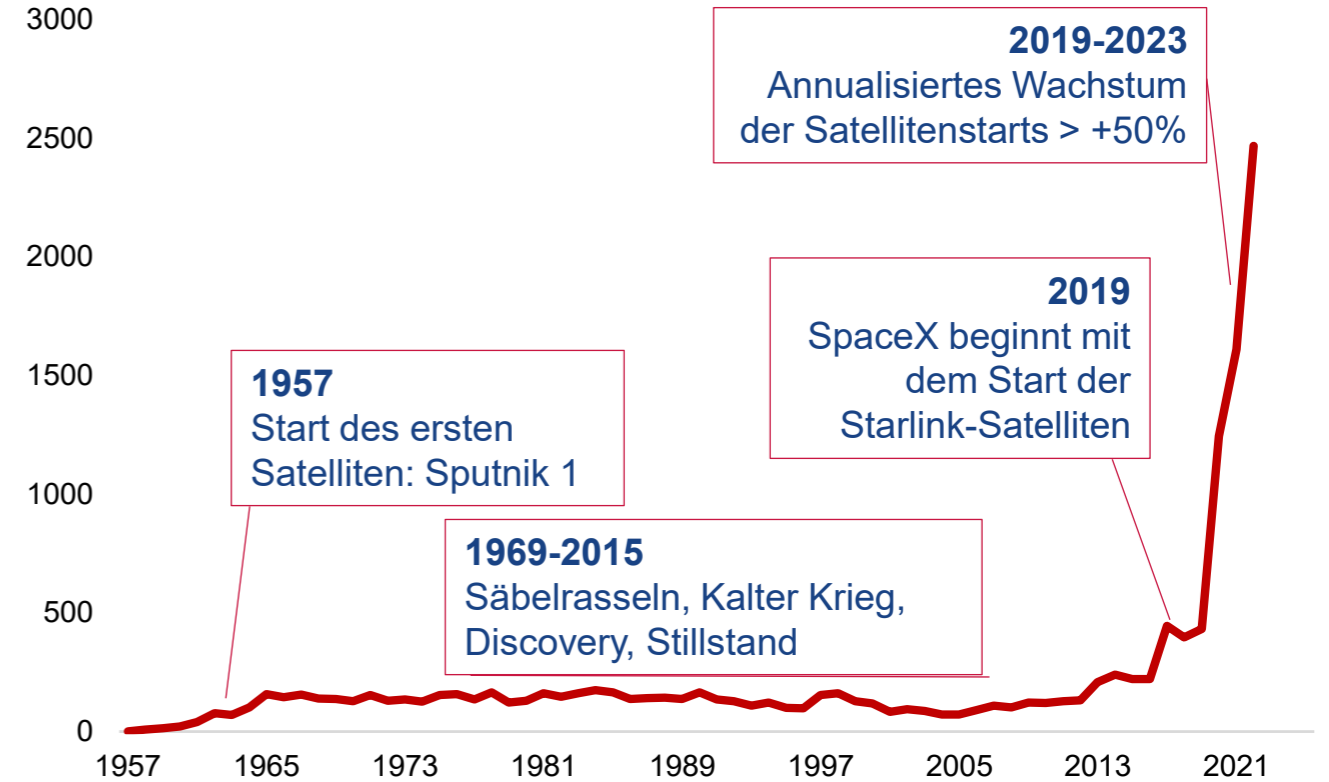 3000
2500
2000
1500
1000
500
0
2019-2023
Annualisiertes Wachstum
der Satellitenstarts > +50%
2019
SpaceX beginnt mit
dem Start der
Starlink-Satelliten
1957
Start des ersten
Satelliten: Sputnik 1
1969-2015
Säbelrasseln, Kalter Krieg,
Discovery, Stillstand
1957 1965 1973 1981 1989 1997 2005 2013 2021